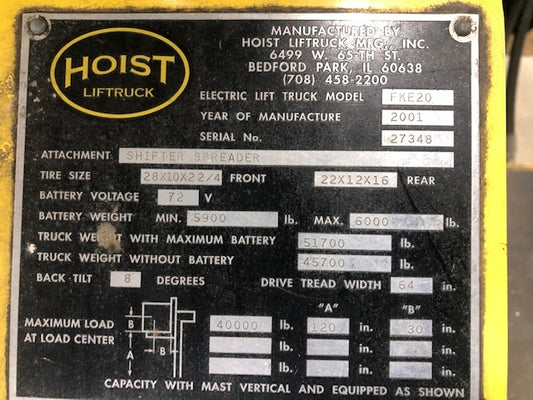 HOIST
LIFTRUCK
MANUFACTURED BY
HOIST LIFTRUCK MFG., INC.
6499 W. 65TH ST.
BEDFORD PARK, IL 60638
(708) 458-2200
ELECTRIC LIFT TRUCK MODEL FKE20
YEAR OF MANUFACTURE 2001
SERIAL No. 27348
ATTACHMENT SHIFTER SPREADER
TIRE SIZE 28X10X22/4 FRONT 22X12X16 REAR
BATTERY VOLTAGE 72 V
BATTERY WEIGHT MIN. 5900 lb. MAX. 6000 lb.
TRUCK WEIGHT WITH MAXIMUM BATTERY 51700 lb.
TRUCK WEIGHT WITHOUT BATTERY 45700 lb.
BACK-TILT 8 DEGREES DRIVE TREAD WIDTH 64 in.
"A" "B"
MAXIMUM LOAD B 40000 lb. 120 in. 30 in.
AT LOAD CENTER A B lb. in. in.
CAPACITY WITH MAST VERTICAL AND EQUIPPED AS SHOWN